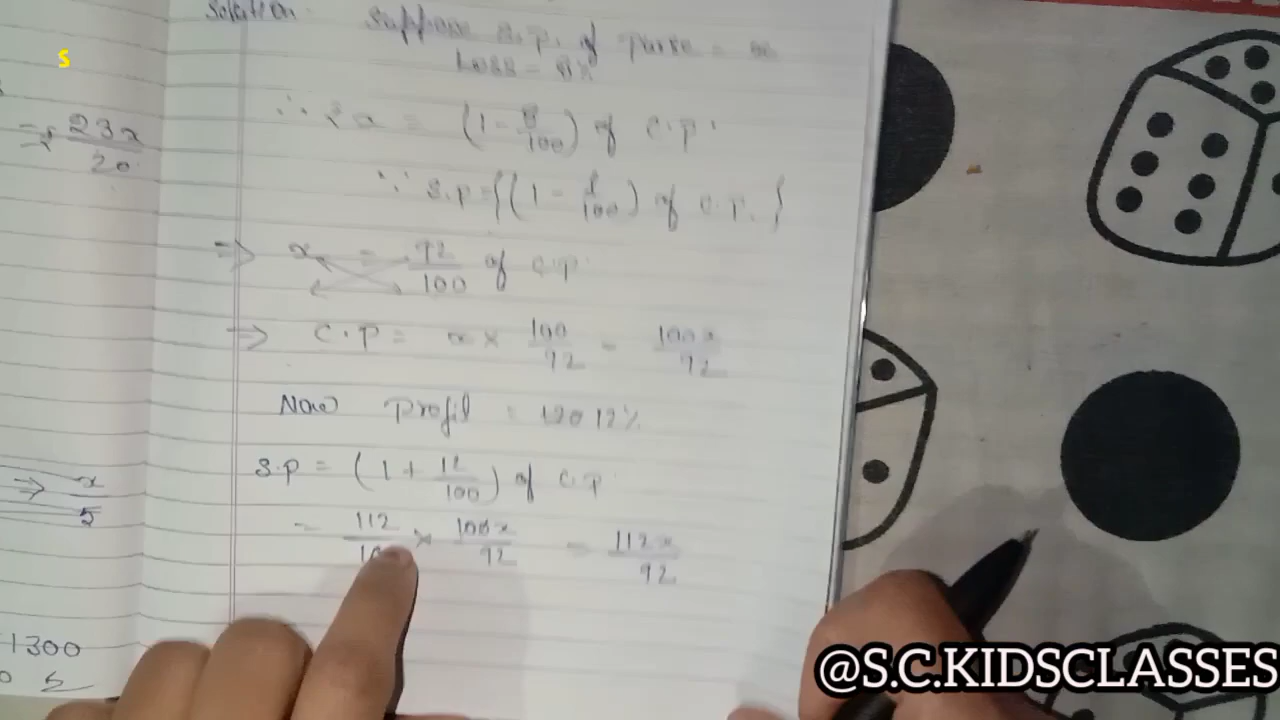 S
Solution. Suppose s.p. of Purse = x
Loss = 8%
∴ x = (1 - 8/100) of c.p.
∵ s.p = {(1 - l/100) of c.p.}
⇒ x = 92/100 of c.p.
⇒ c.p = x × 100/92 = 100x/92
Now Profit = 12%
s.p = (1 + 12/100) of c.p
= 112/10 × 100x/92 = 112x/92
⇒ 23x/20
⇒ x/5
1300
@S.C.KIDSCLASSES